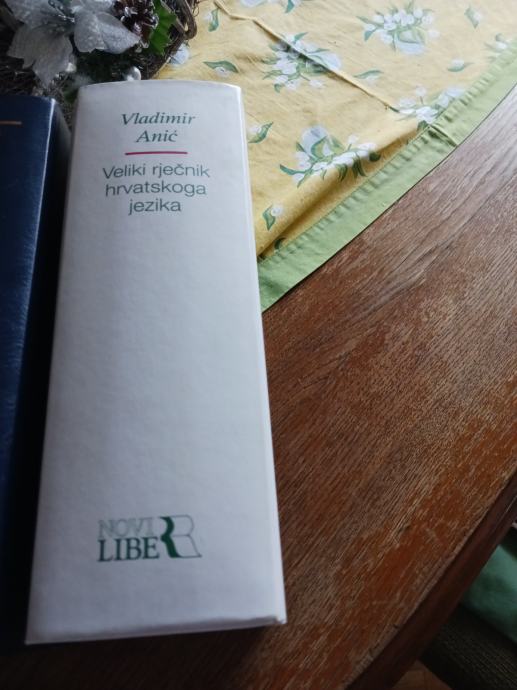 Vladimir
Anić
Veliki rječnik
hrvatskoga
jezika
NOVI
LIBER